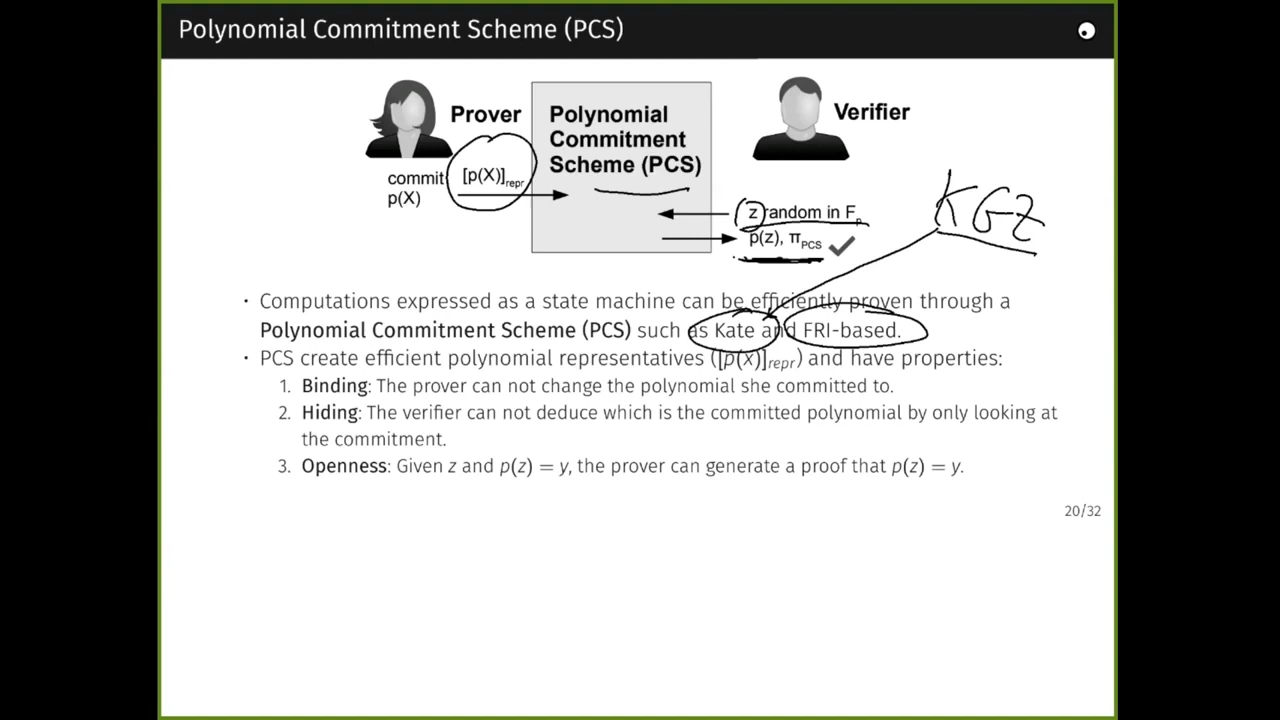 Polynomial Commitment Scheme (PCS)
Prover
Polynomial
Commitment
Scheme (PCS)
Verifier
commit
p(X)
[p(X)]repr
z random in Fp
p(z), πPCS ✓
KGZ
• Computations expressed as a state machine can be efficiently proven through a
Polynomial Commitment Scheme (PCS) such as Kate and FRI-based.
• PCS create efficient polynomial representatives ([p(X)]repr) and have properties:
1. Binding: The prover can not change the polynomial she committed to.
2. Hiding: The verifier can not deduce which is the committed polynomial by only looking at
the commitment.
3. Openness: Given z and p(z) = y, the prover can generate a proof that p(z) = y.
20/32